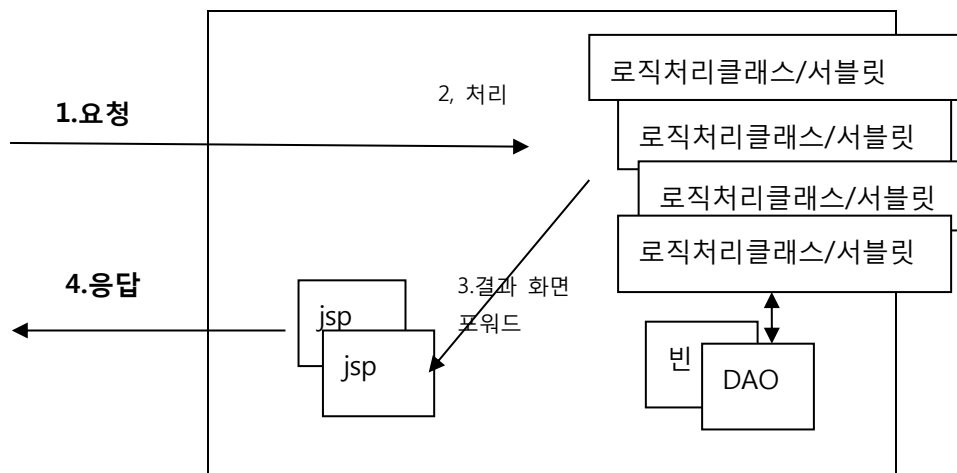 로직처리클래스/서블릿
2, 처리
1.요청
로직처리클래스/서블릿
로직처리클래스/서블릿
로직처리클래스/서블릿
4.응답
3.결과 화면
포워드
jsp
jsp
빈
DAO